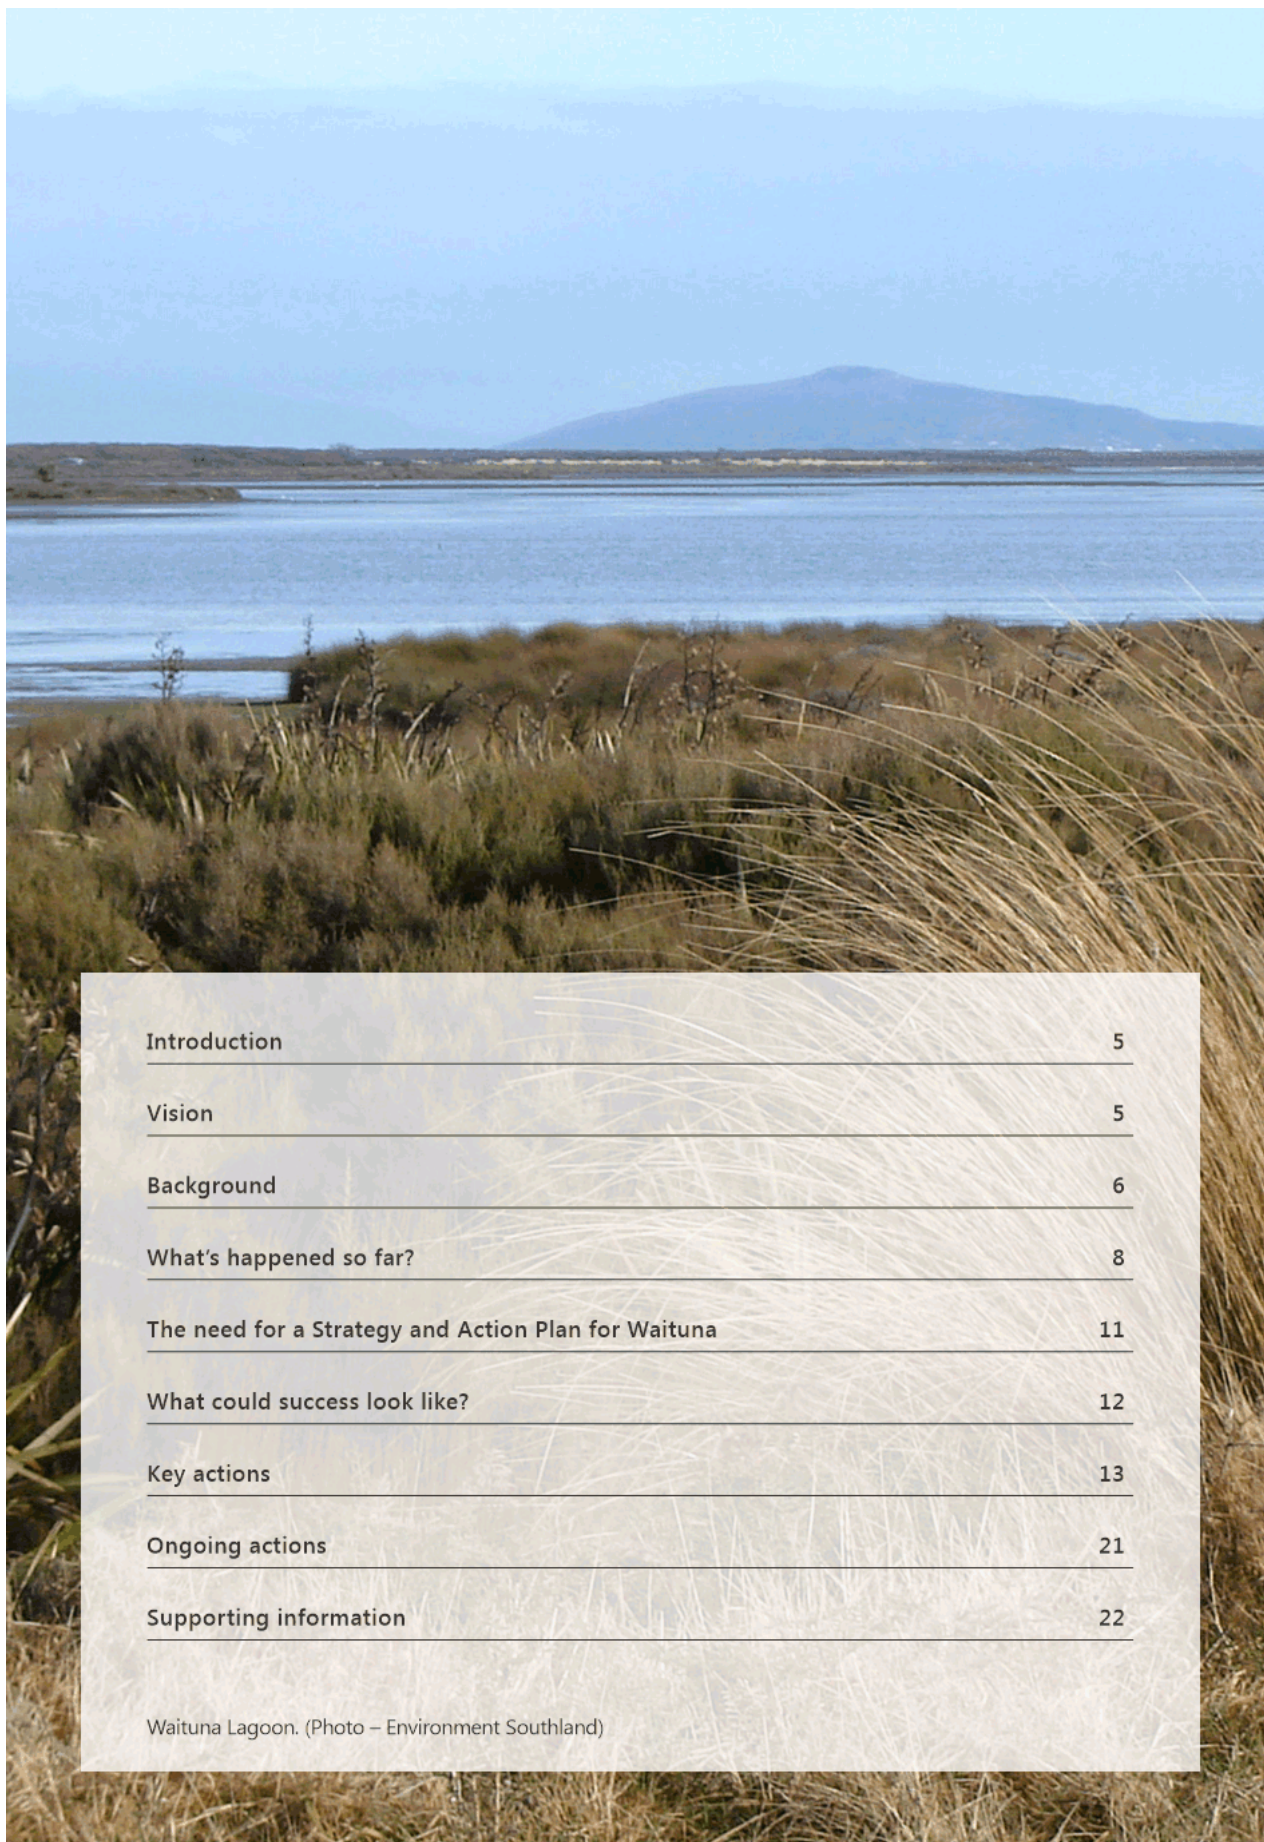 Introduction 5
Vision 5
Background 6
What’s happened so far? 8
The need for a Strategy and Action Plan for Waituna 11
What could success look like? 12
Key actions 13
Ongoing actions 21
Supporting information 22
Waituna Lagoon. (Photo – Environment Southland)